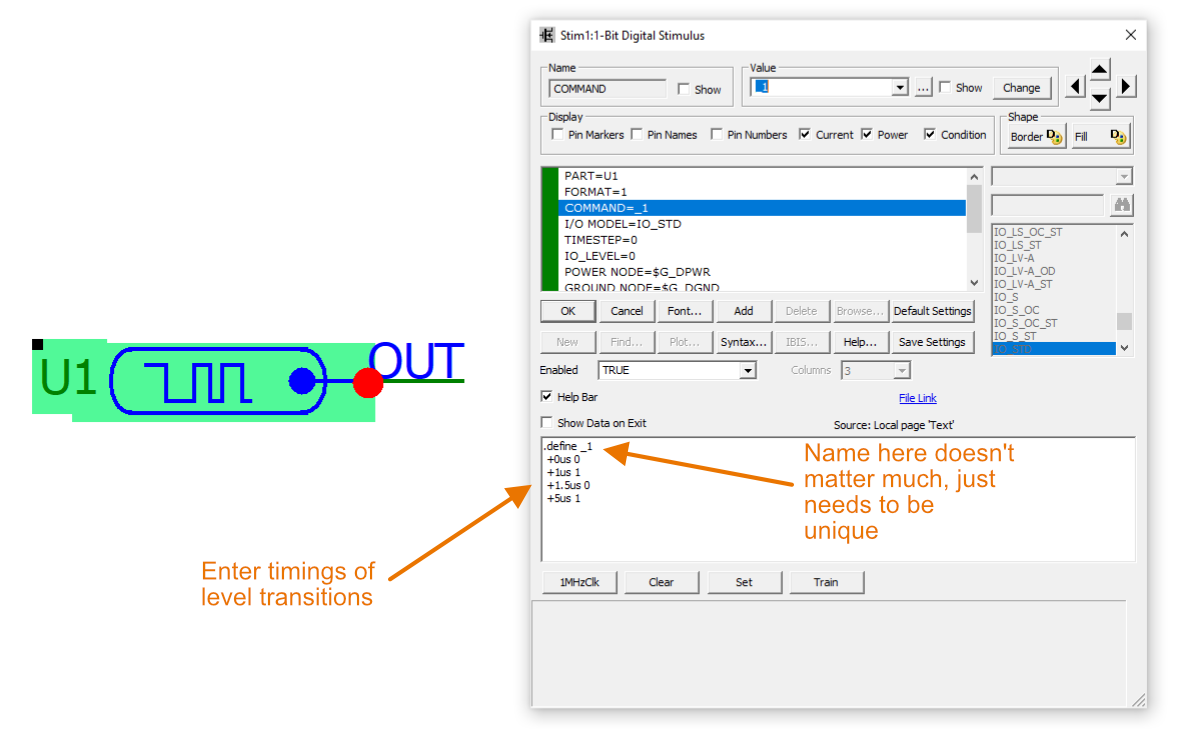 Stim1:1-Bit Digital Stimulus
Name
COMMAND
Show
Value
_1
...
Show
Change
Display
Pin Markers
Pin Names
Pin Numbers
Current
Power
Condition
Shape
Border
Fill
PART=U1
FORMAT=1
COMMAND=_1
I/O MODEL=IO_STD
TIMESTEP=0
IO_LEVEL=0
POWER NODE=$G_DPWR
GROUND NODE=$G_DGND
IO_LS_OC_ST
IO_LS_ST
IO_LV-A
IO_LV-A_OD
IO_LV-A_ST
IO_S
IO_S_OC
IO_S_OC_ST
IO_S_ST
IO_STD
OK
Cancel
Font...
Add
Delete
Browse...
Default Settings
New
Find...
Plot...
Syntax...
IBIS...
Help...
Save Settings
Enabled
TRUE
Columns
3
Help Bar
File Link
Show Data on Exit
Source: Local page 'Text'
.define _1
+0us 0
+1us 1
+1.5us 0
+5us 1
1MHzClk
Clear
Set
Train
U1
OUT
Name here doesn't
matter much, just
needs to be
unique
Enter timings of
level transitions